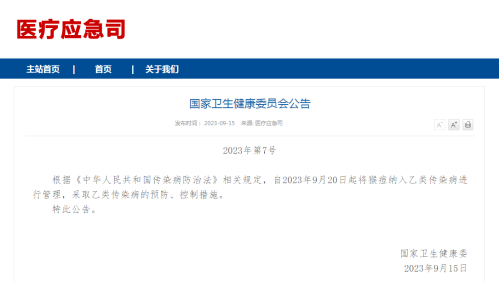 医疗应急司
主站首页 | 首页 | 关于我们
国家卫生健康委员会公告
发布时间： 2023-09-15 来源: 医疗应急司
2023年第7号
根据《中华人民共和国传染病防治法》相关规定，自2023年9月20日起将猴痘纳入乙类传染病进
行管理，采取乙类传染病的预防、控制措施。
特此公告。
国家卫生健康委
2023年9月15日